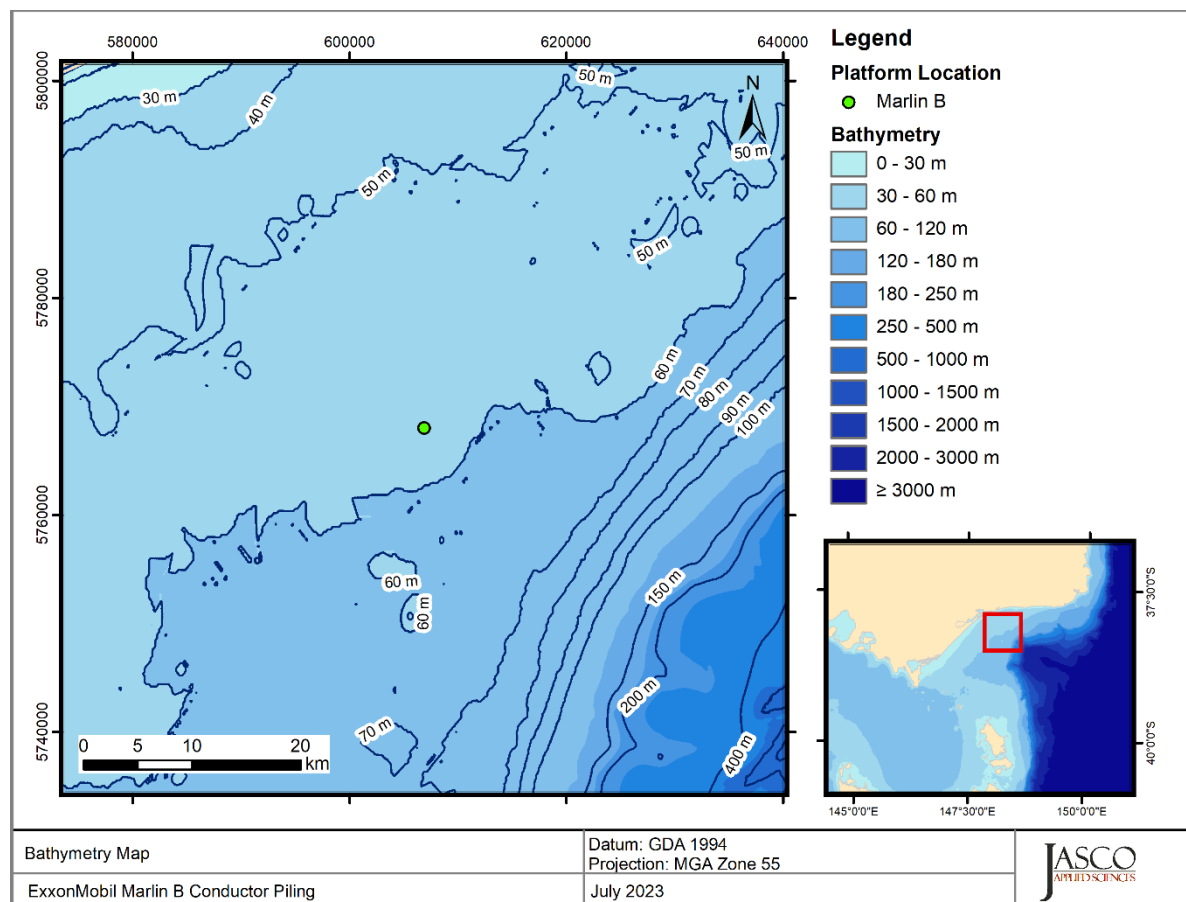 580000
600000
620000
640000
5800000
5780000
5760000
5740000
30 m
40 m
50 m
50 m
50 m
50 m
60 m
70 m
80 m
90 m
100 m
60 m
60 m
150 m
200 m
70 m
400 m
N
0 5 10 20
km
Legend
Platform Location
Marlin B
Bathymetry
0 - 30 m
30 - 60 m
60 - 120 m
120 - 180 m
180 - 250 m
250 - 500 m
500 - 1000 m
1000 - 1500 m
1500 - 2000 m
2000 - 3000 m
≥ 3000 m
37°30'0"S
40°0'0"S
145°0'0"E
147°30'0"E
150°0'0"E
Bathymetry Map
Datum: GDA 1994
Projection: MGA Zone 55
ExxonMobil Marlin B Conductor Piling
July 2023
JASCO
APPLIED SCIENCES